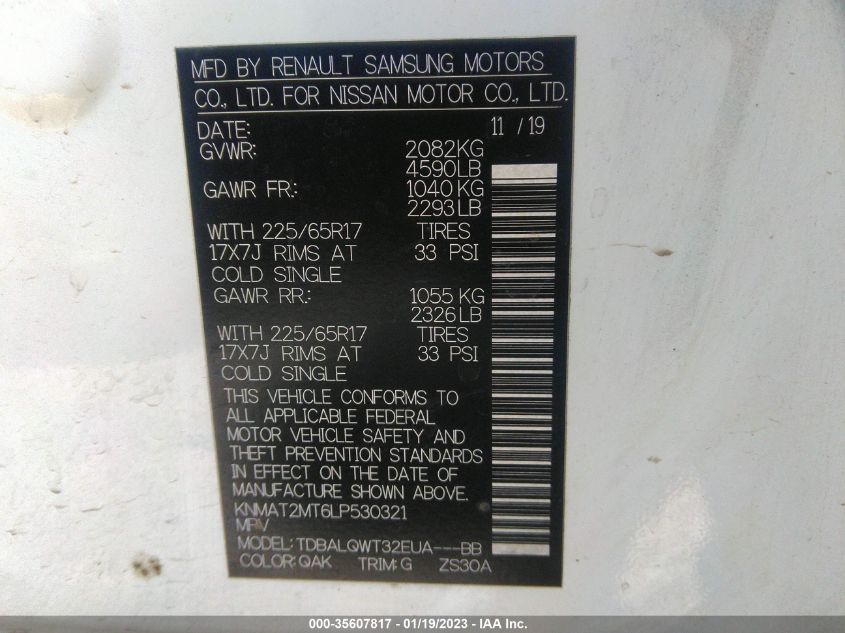 MFD BY RENAULT SAMSUNG MOTORS
CO., LTD. FOR NISSAN MOTOR CO., LTD.
DATE: 11 / 19
GVWR: 2082KG
4590LB
GAWR FR.: 1040 KG
2293 LB
WITH 225/65R17 TIRES
17X7J RIMS AT 33 PSI
COLD SINGLE
GAWR RR.: 1055 KG
2326 LB
WITH 225/65R17 TIRES
17X7J RIMS AT 33 PSI
COLD SINGLE
THIS VEHICLE CONFORMS TO
ALL APPLICABLE FEDERAL
MOTOR VEHICLE SAFETY AND
THEFT PREVENTION STANDARDS
IN EFFECT ON THE DATE OF
MANUFACTURE SHOWN ABOVE.
KNMAT2MT6LP530321
MPV
MODEL: TDBALQWT32EUA---BB
COLOR: QAK TRIM: G ZS30A
000-35607817 - 01/19/2023 - IAA Inc.